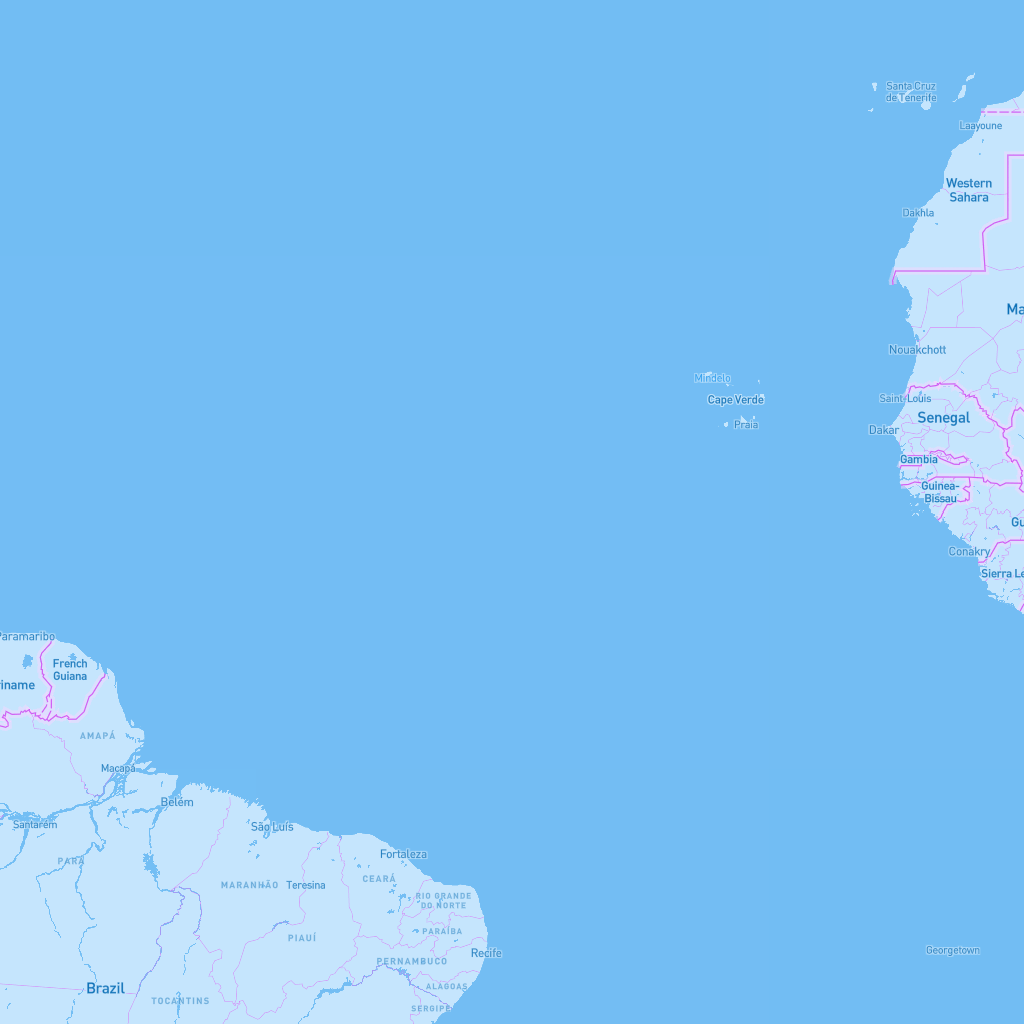 Santa Cruz
de Tenerife
Laayoune
Western
Sahara
Dakhla
Ma
Nouakchott
Mindelo
Cape Verde
Praia
Saint-Louis
Senegal
Dakar
Gambia
Guinea-
Bissau
Gu
Conakry
Sierra Le
Paramaribo
French
Guiana
riname
AMAPÁ
Macapá
Belém
Santarém
São Luís
PARÁ
Fortaleza
CEARÁ
MARANHÃO
Teresina
RIO GRANDE
DO NORTE
PARAÍBA
PIAUÍ
Recife
PERNAMBUCO
Georgetown
Brazil
ALAGOAS
TOCANTINS
SERGIPE